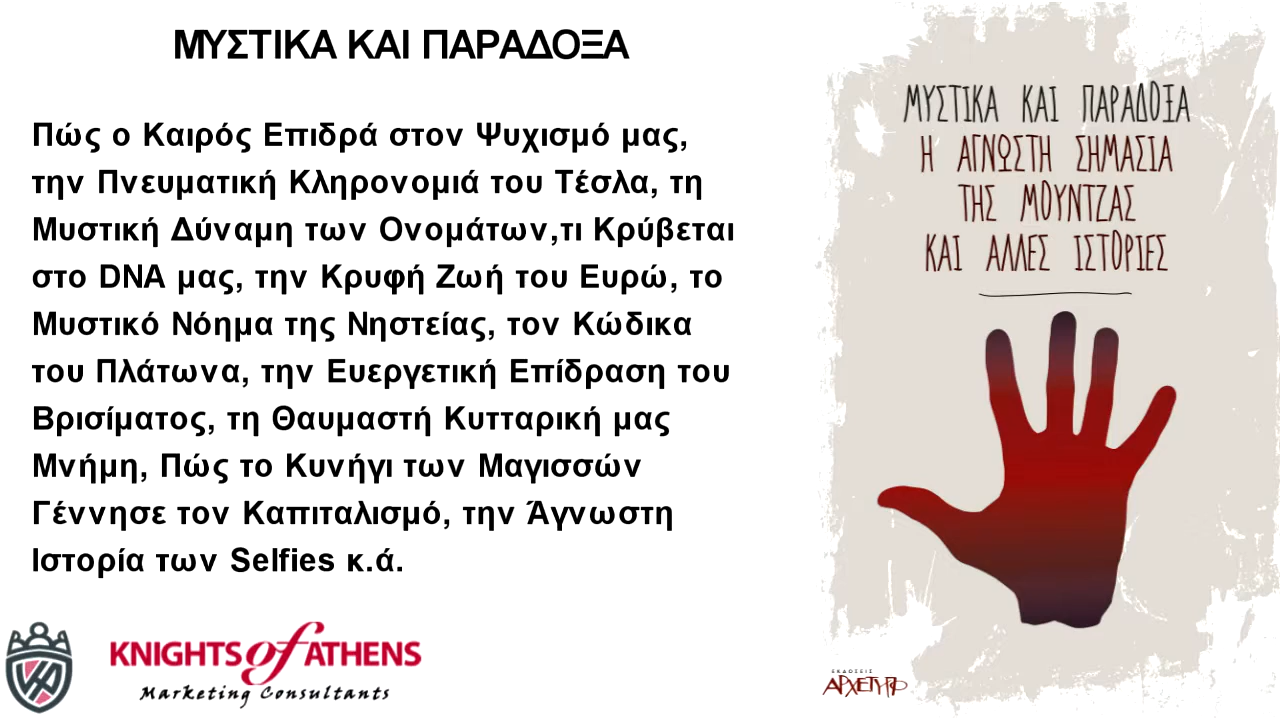 ΜΥΣΤΙΚΑ ΚΑΙ ΠΑΡΑΔΟΞΑ
Πώς ο Καιρός Επιδρά στον Ψυχισμό μας,
την Πνευματική Κληρονομιά του Τέσλα, τη
Μυστική Δύναμη των Ονομάτων,τι Κρύβεται
στο DNA μας, την Κρυφή Ζωή του Ευρώ, το
Μυστικό Νόημα της Νηστείας, τον Κώδικα
του Πλάτωνα, την Ευεργετική Επίδραση του
Βρισίματος, τη Θαυμαστή Κυτταρική μας
Μνήμη, Πώς το Κυνήγι των Μαγισσών
Γέννησε τον Καπιταλισμό, την Άγνωστη
Ιστορία των Selfies κ.ά.
KNIGHTS of ATHENS
Marketing Consultants
ΜΥΣΤΙΚΑ ΚΑΙ ΠΑΡΑΔΟΞΑ
Η ΑΓΝΩΣΤΗ ΣΗΜΑΣΙΑ
ΤΗΣ ΜΟΥΝΤΖΑΣ
ΚΑΙ ΑΛΛΕΣ ΙΣΤΟΡΙΕΣ
ΕΚΔΟΣΕΙΣ
ΑΡΧΕΤΥΠΟ